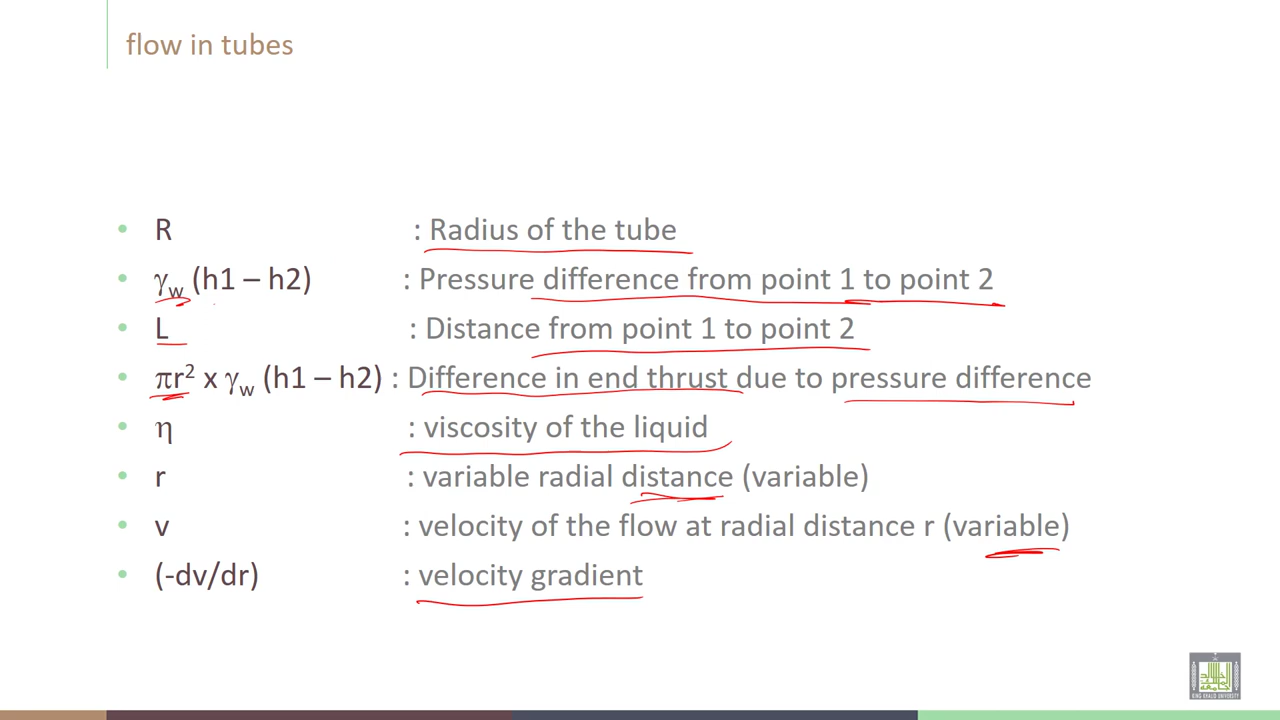 flow in tubes
• R : Radius of the tube
• γw (h1 – h2) : Pressure difference from point 1 to point 2
• L : Distance from point 1 to point 2
• πr² x γw (h1 – h2) : Difference in end thrust due to pressure difference
• η : viscosity of the liquid
• r : variable radial distance (variable)
• v : velocity of the flow at radial distance r (variable)
• (-dv/dr) : velocity gradient
KING KHALID UNIVERSITY